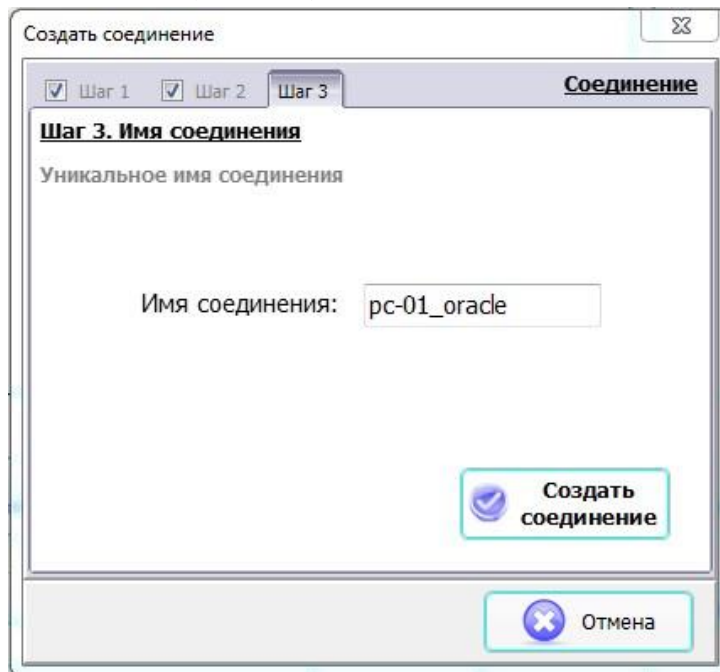 Создать соединение
Шаг 1 Шаг 2 Шаг 3 Соединение
Шаг 3. Имя соединения
Уникальное имя соединения
Имя соединения: pc-01_oracle
Создать
соединение
Отмена